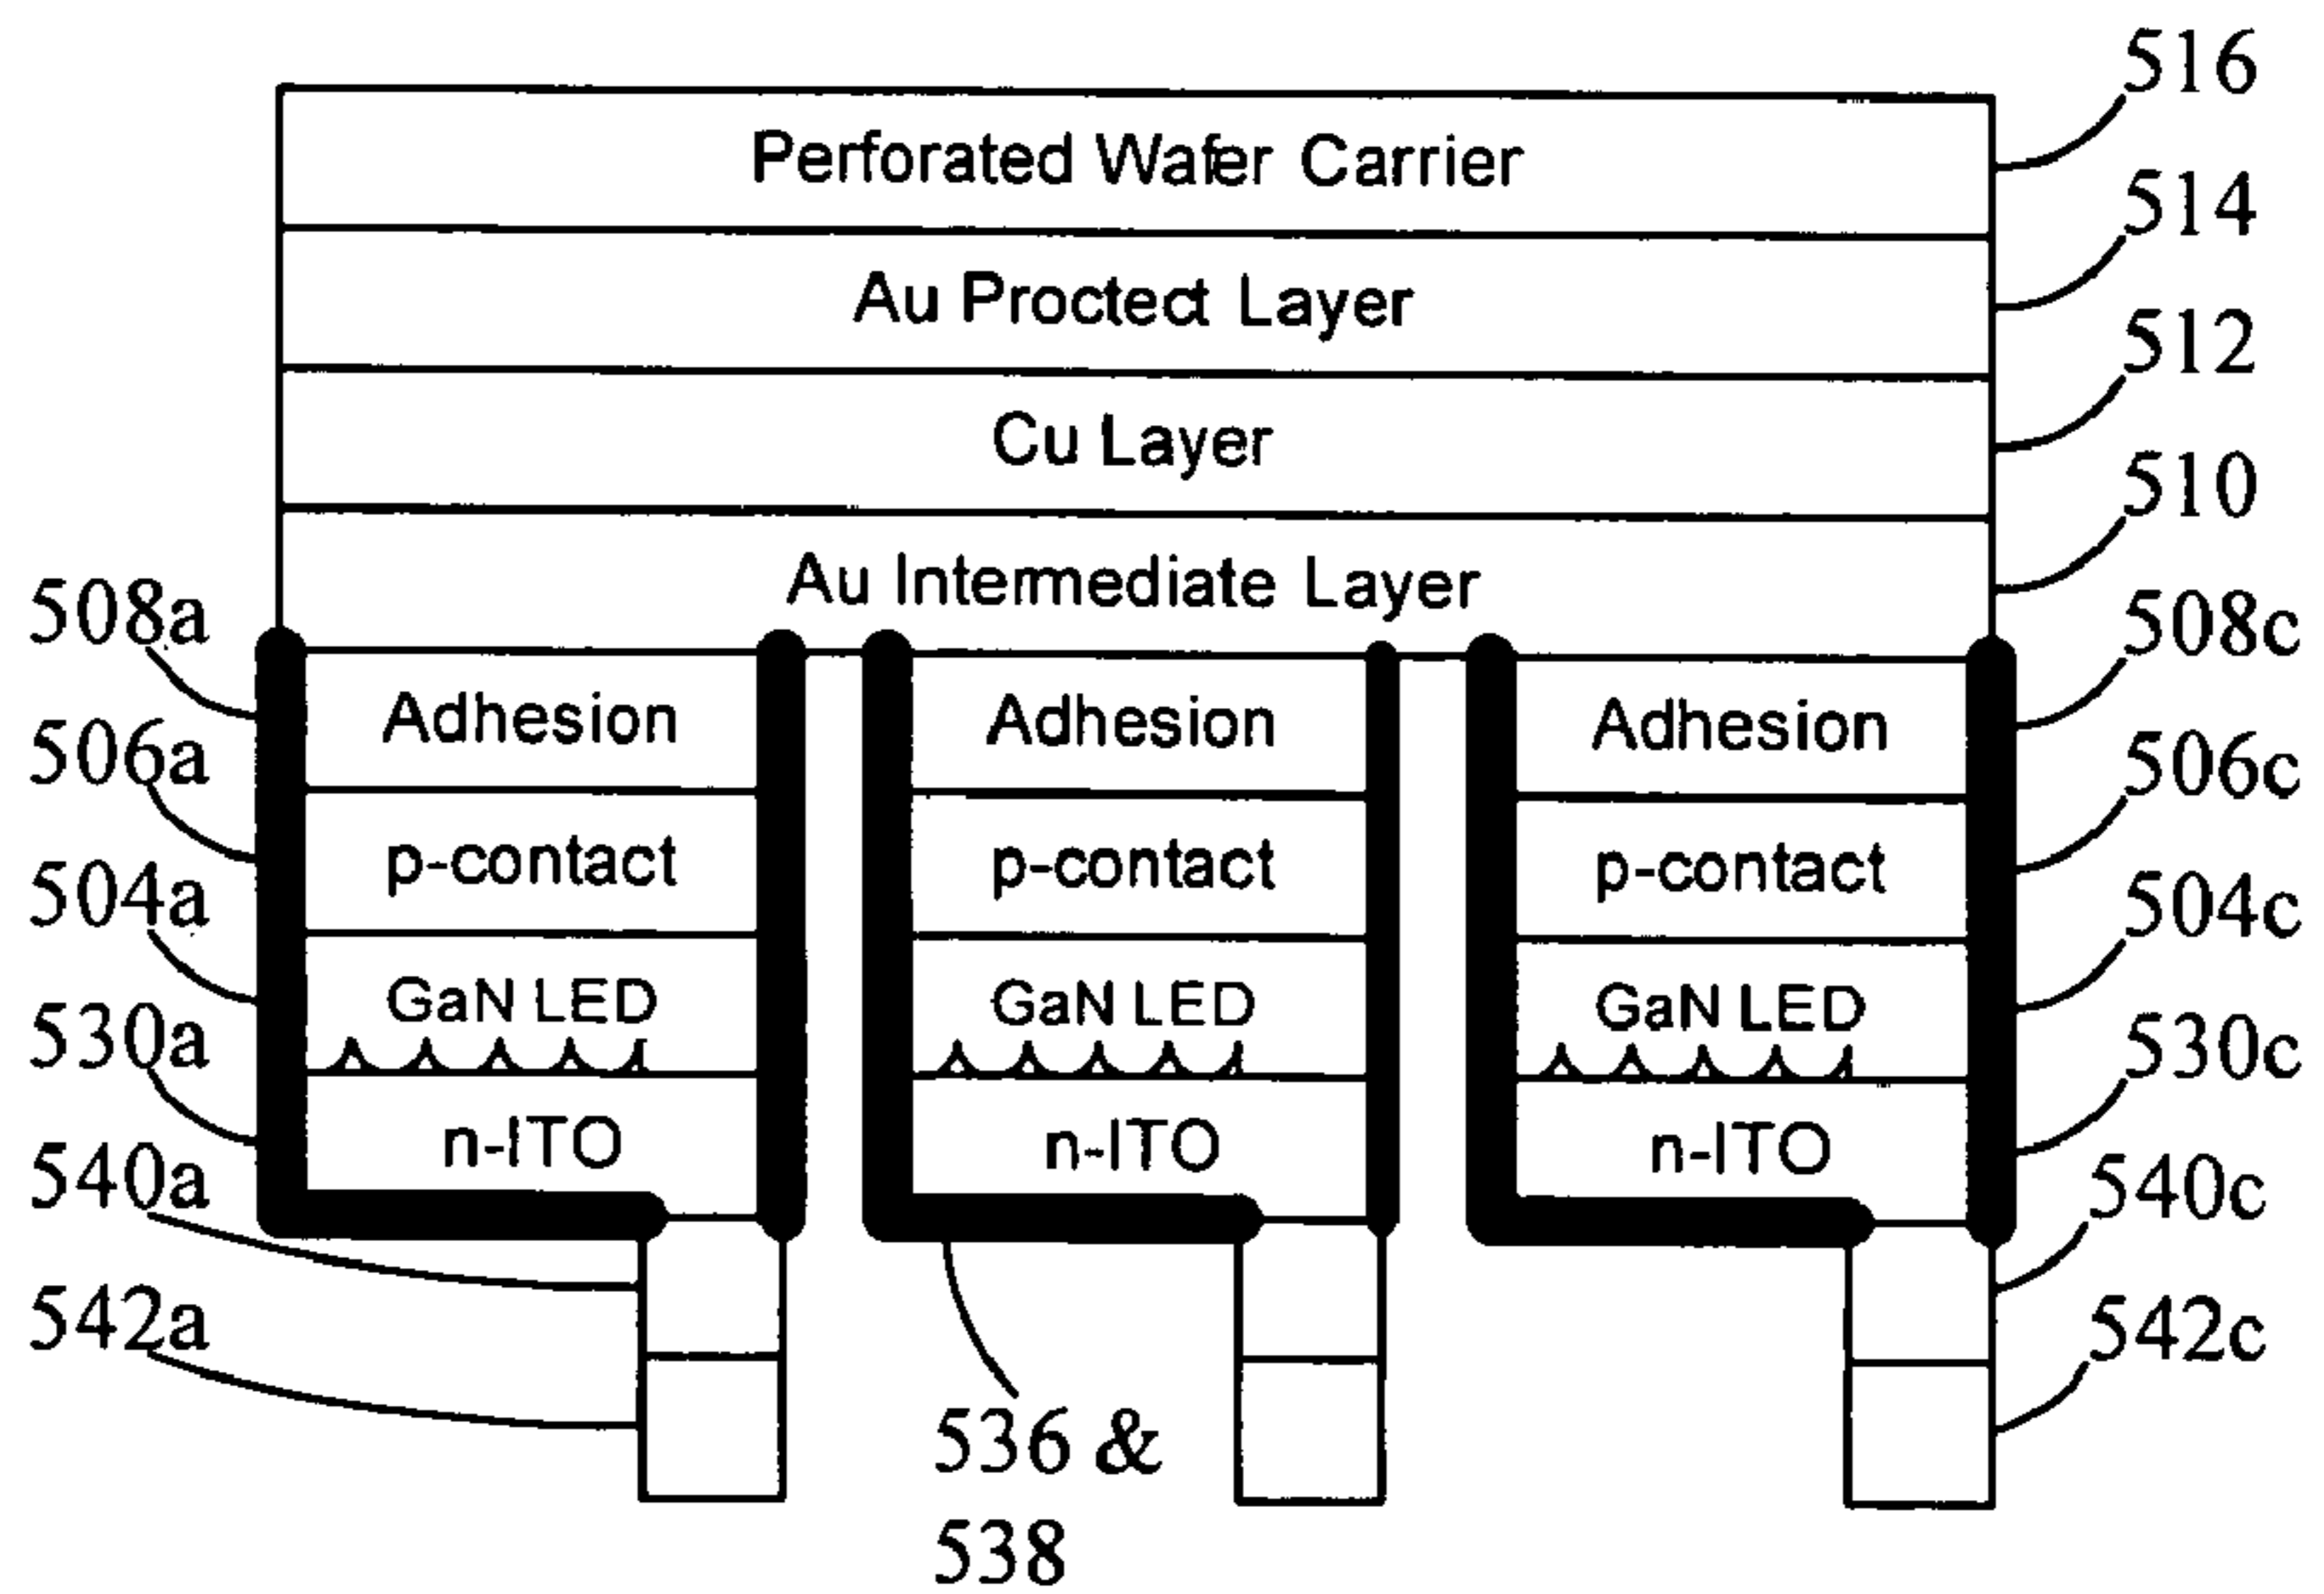 516
Perforated Wafer Carrier
514
Au Proctect Layer
512
Cu Layer
510
Au Intermediate Layer
508a
508c
Adhesion Adhesion Adhesion
506a
506c
p-contact p-contact p-contact
504a
504c
GaN LED GaN LED GaN LED
530a
530c
n-ITO n-ITO n-ITO
540a
540c
542a
542c
536 &
538